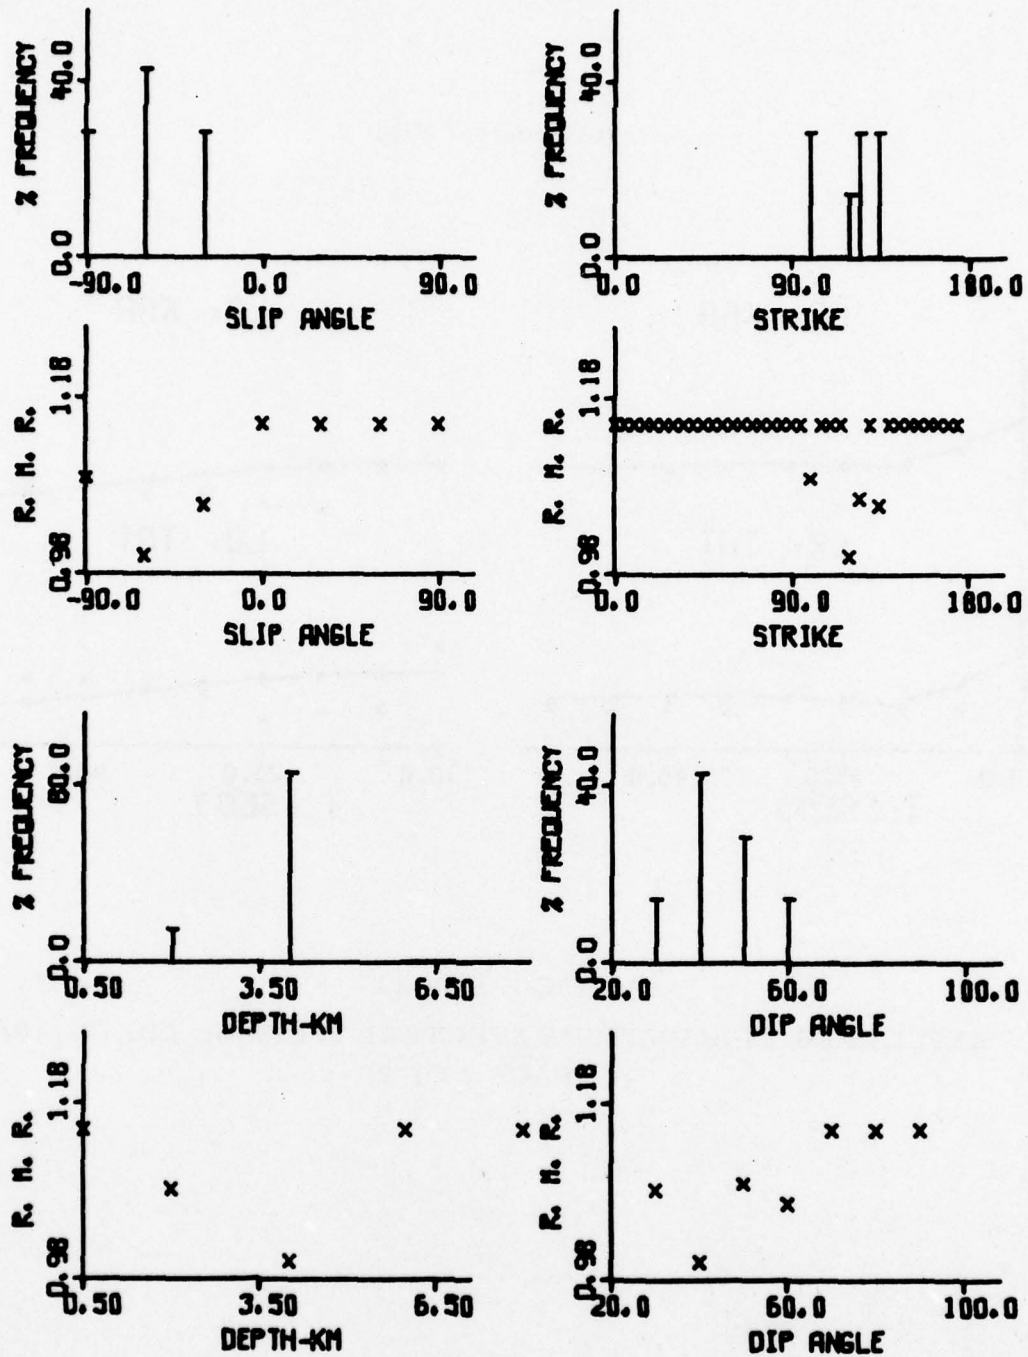 % FREQUENCY
40.0
0.0
-90.0 0.0 90.0
SLIP ANGLE
% FREQUENCY
40.0
0.0
0.0 90.0 180.0
STRIKE
R. M. R.
1.18
0.98
-90.0 0.0 90.0
SLIP ANGLE
R. M. R.
1.18
0.98
0.0 90.0 180.0
STRIKE
% FREQUENCY
80.0
0.0
0.50 3.50 6.50
DEPTH-KM
% FREQUENCY
40.0
0.0
20.0 60.0 100.0
DIP ANGLE
R. M. R.
1.18
0.98
0.50 3.50 6.50
DEPTH-KM
R. M. R.
1.18
0.98
20.0 60.0 100.0
DIP ANGLE